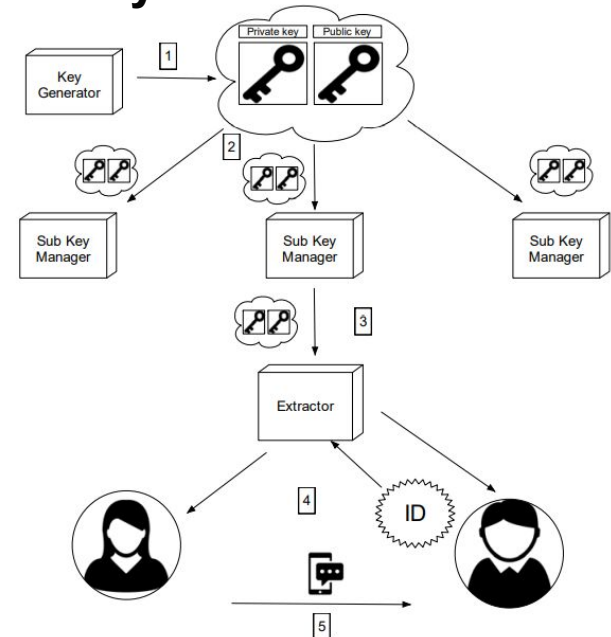 Private key
Public key
1
Key
Generator
2
Sub Key
Manager
Sub Key
Manager
Sub Key
Manager
3
Extractor
4
ID
5